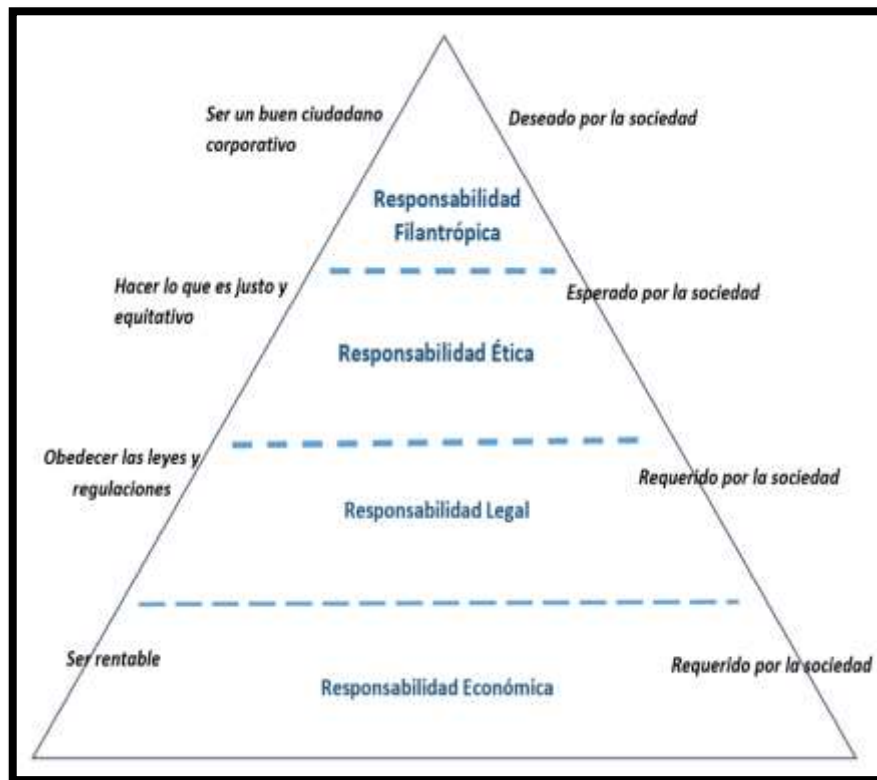 Ser un buen ciudadano
corporativo
Deseado por la sociedad
Responsabilidad
Filantrópica
Hacer lo que es justo y
equitativo
Esperado por la sociedad
Responsabilidad Ética
Obedecer las leyes y
regulaciones
Requerido por la sociedad
Responsabilidad Legal
Ser rentable
Requerido por la sociedad
Responsabilidad Económica